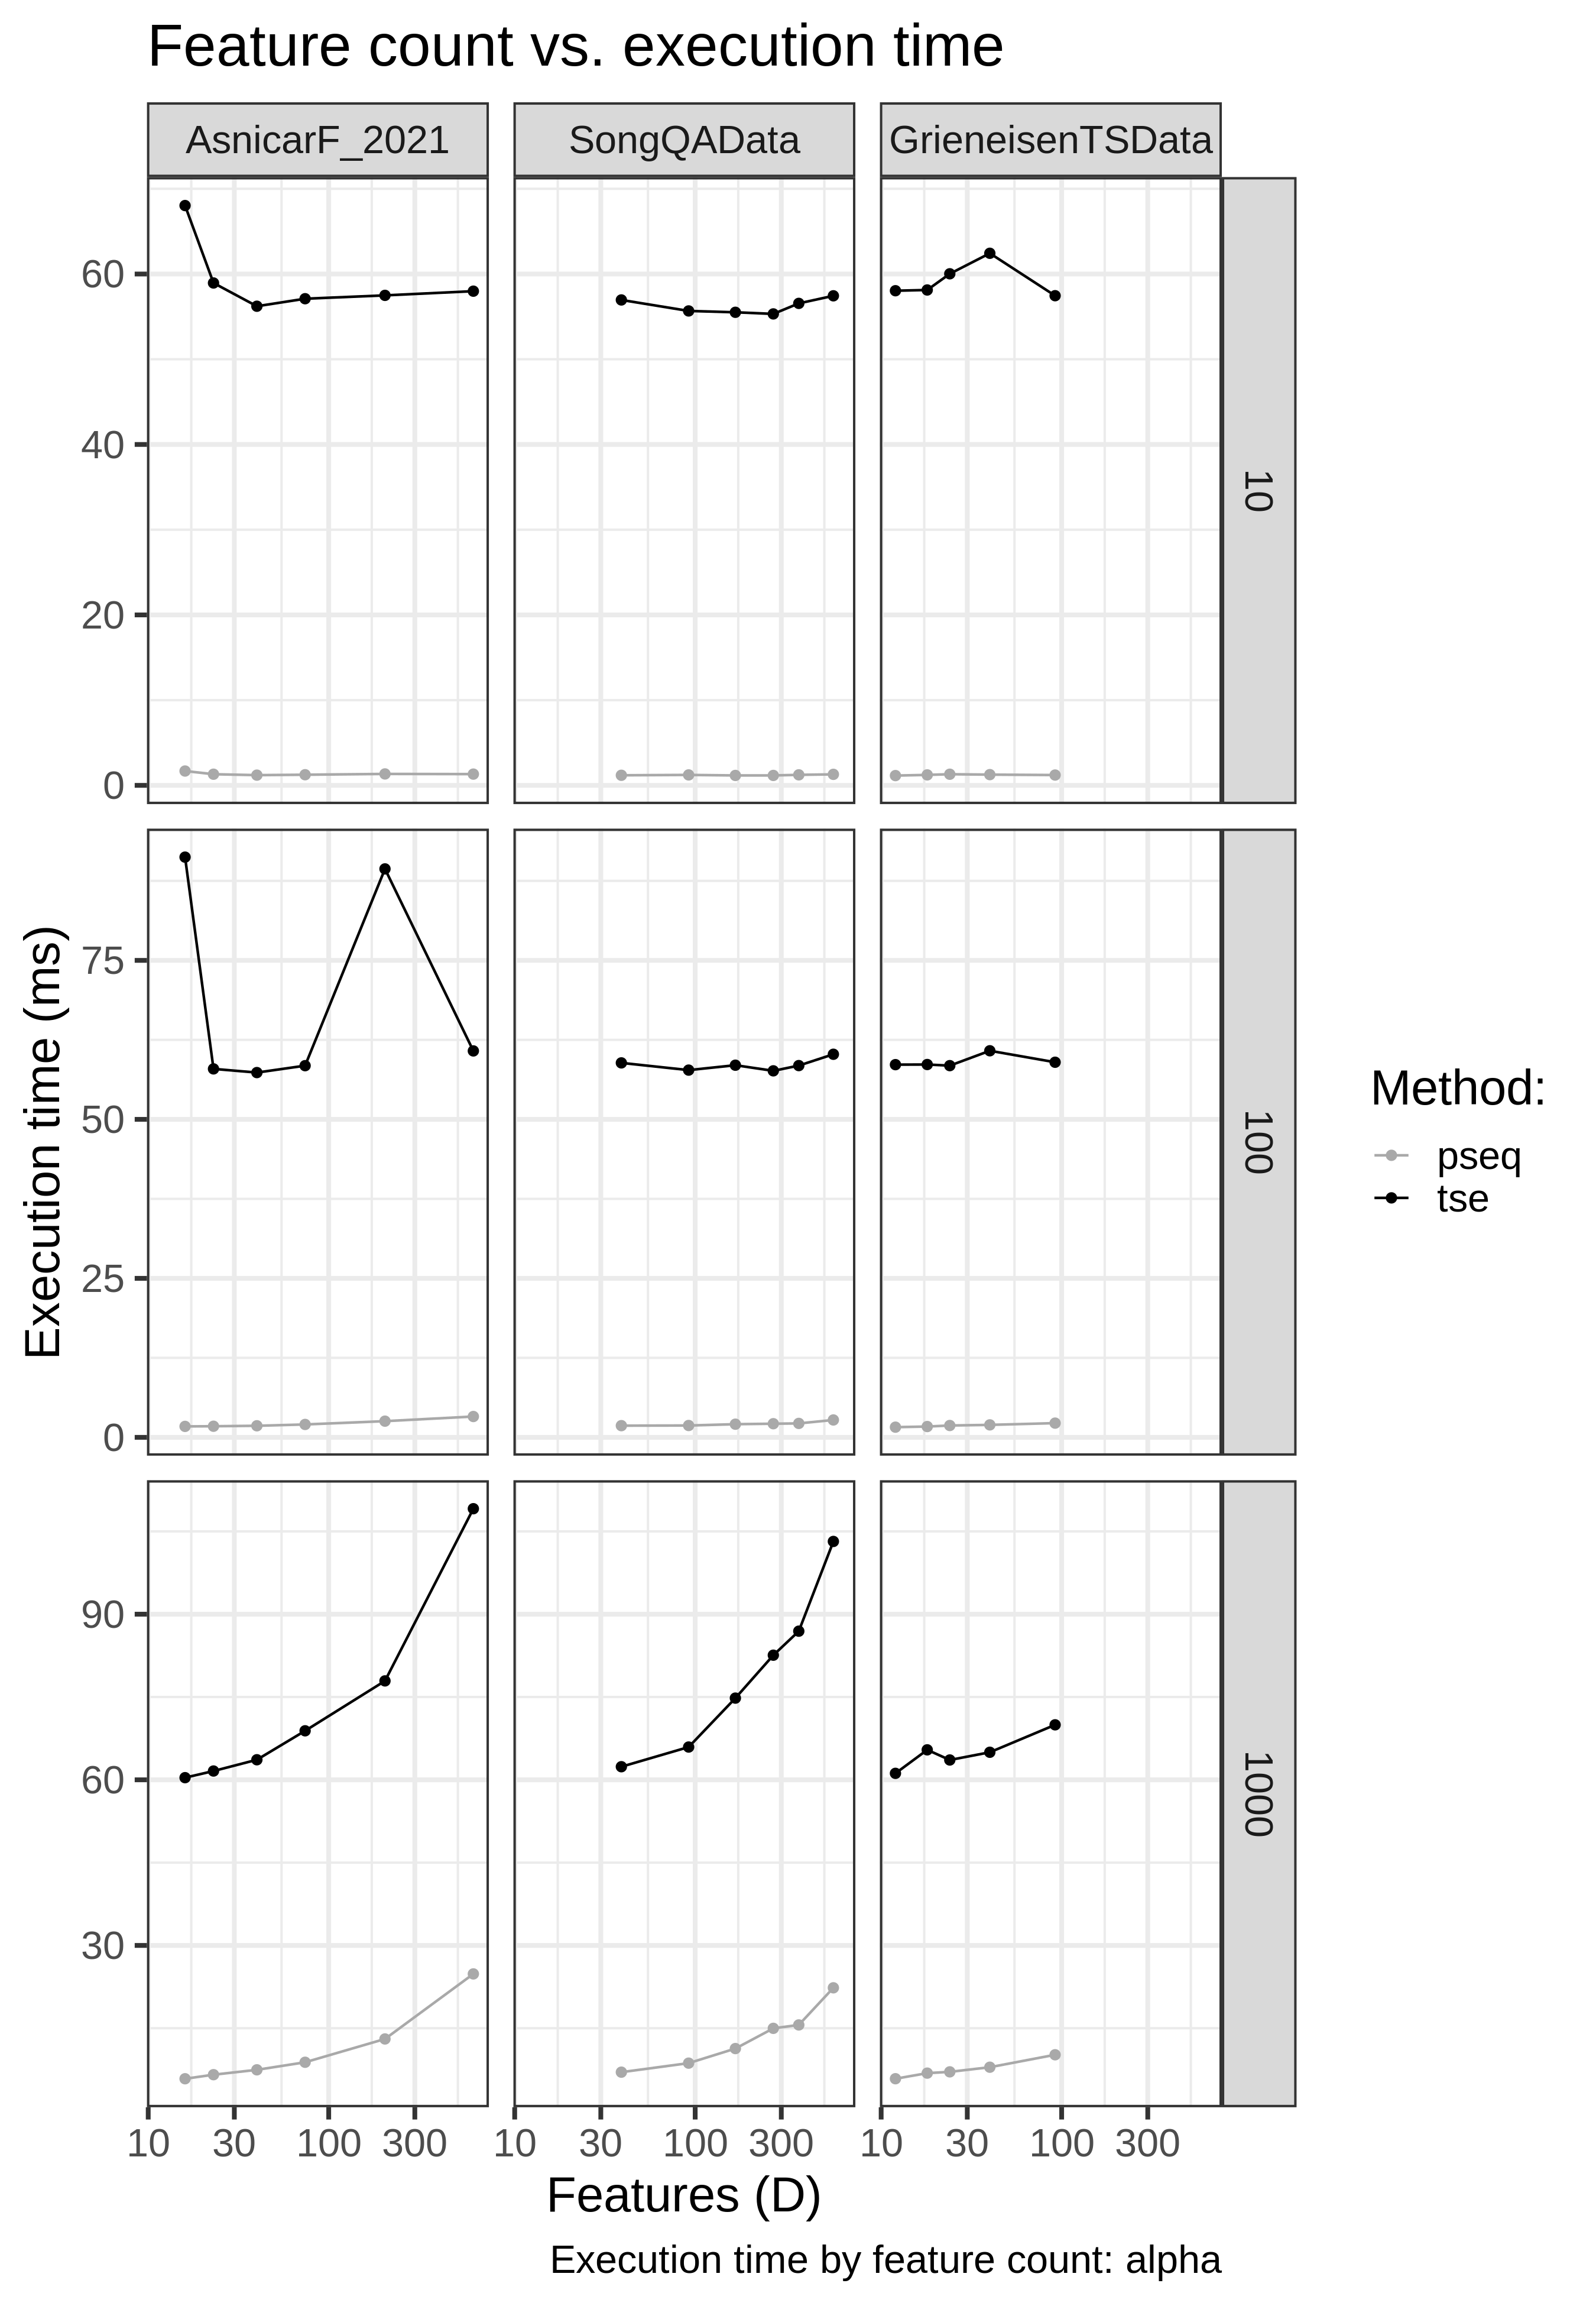 Feature count vs. execution time
AsnicarF_2021 SongQAData GrieneisenTSData
60
40
20
0
10
75
50
25
0
100
90
60
30
1000
Execution time (ms)
Method:
pseq
tse
10 30 100 300 10 30 100 300 10 30 100 300
Features (D)
Execution time by feature count: alpha